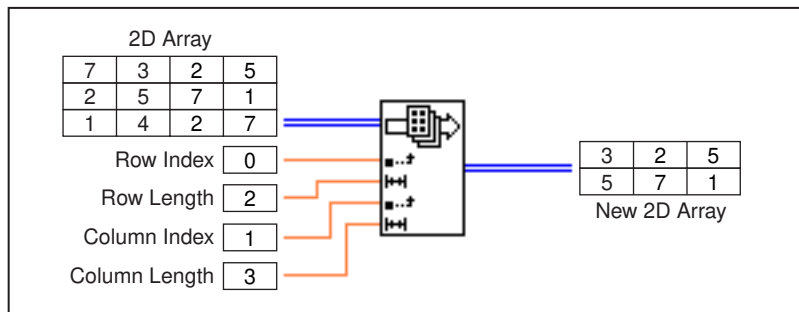 2D Array
7 3 2 5
2 5 7 1
1 4 2 7
Row Index 0
Row Length 2
Column Index 1
Column Length 3
3 2 5
5 7 1
New 2D Array